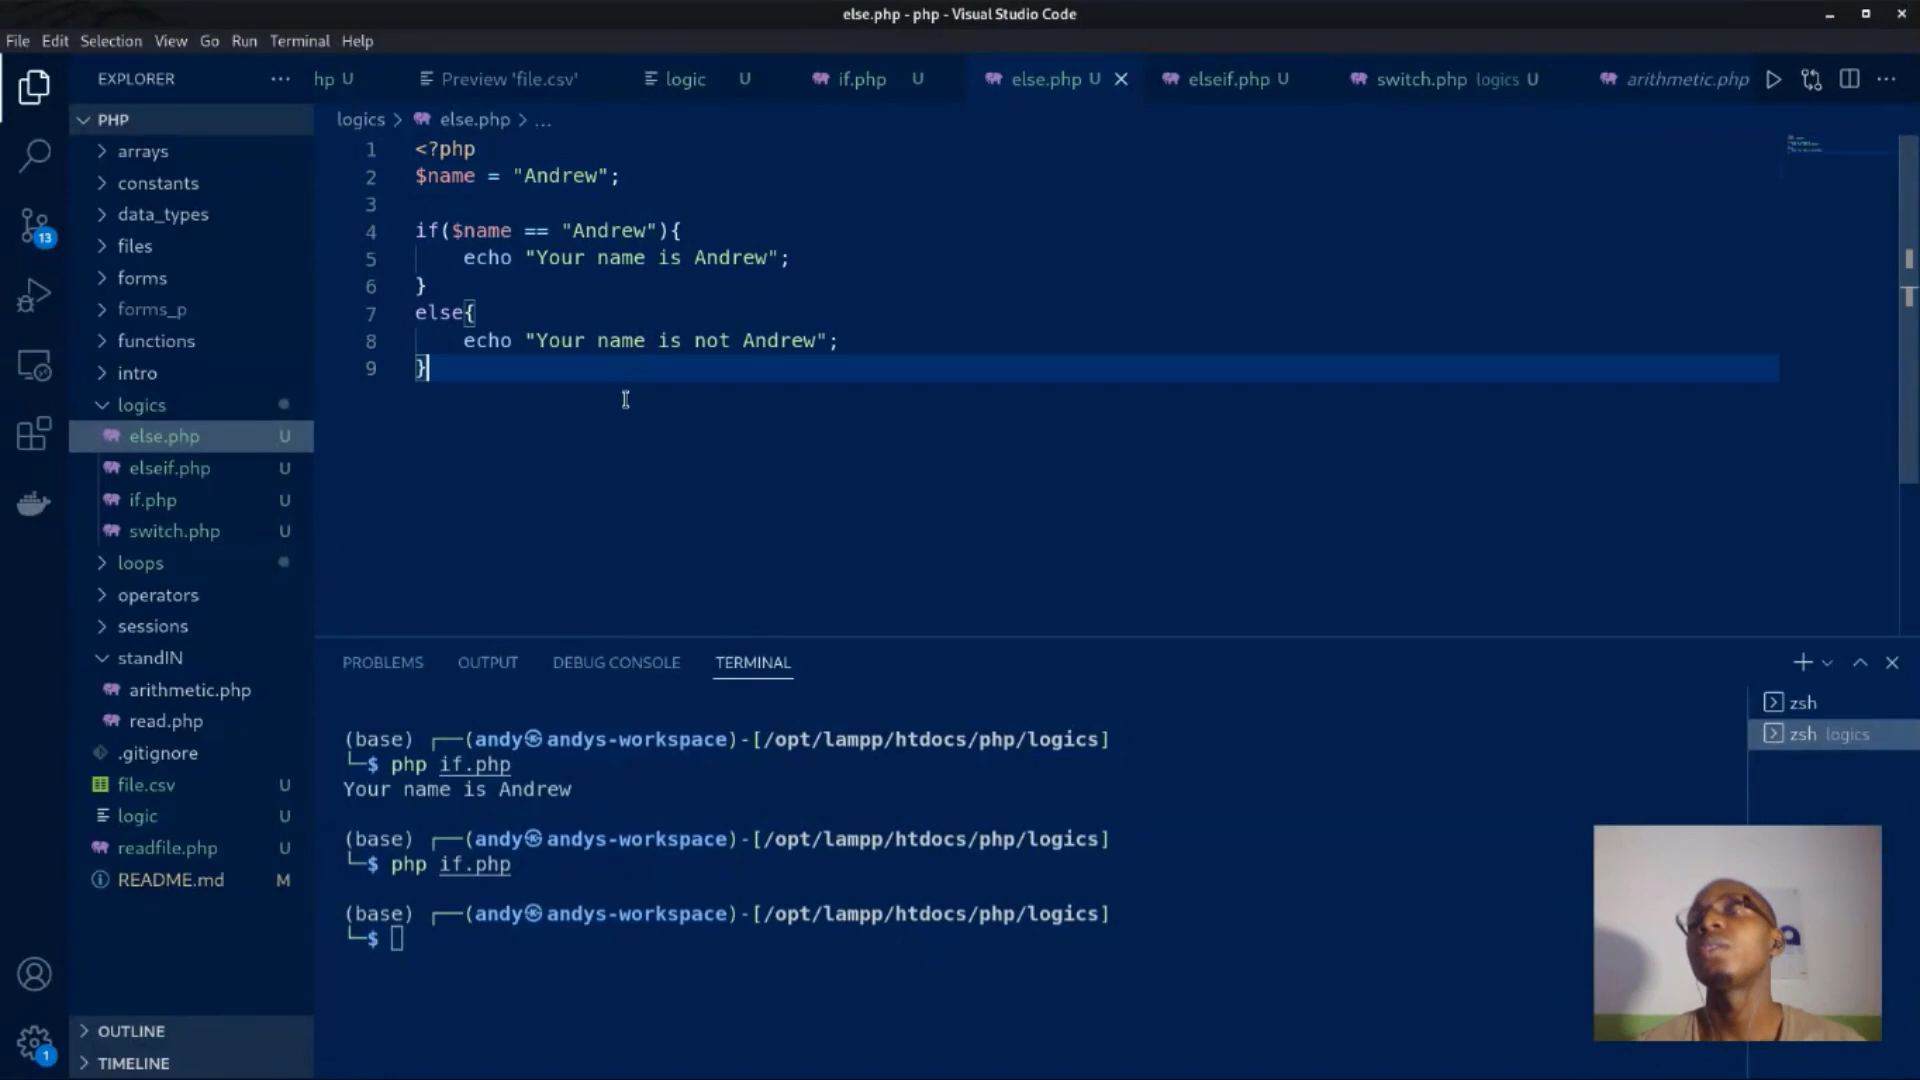 else.php - php - Visual Studio Code
File Edit Selection View Go Run Terminal Help
EXPLORER
hp U
Preview 'file.csv'
logic U
if.php U
else.php U
elseif.php U
switch.php logics U
arithmetic.php
PHP
arrays
constants
data_types
files
forms
forms_p
functions
intro
logics
else.php U
elseif.php U
if.php U
switch.php U
loops
operators
sessions
standIN
arithmetic.php
read.php
.gitignore
file.csv U
logic U
readfile.php U
README.md M
OUTLINE
TIMELINE
13
1
logics > else.php > ...
1 <?php
2 $name = "Andrew";
3
4 if($name == "Andrew"){
5 echo "Your name is Andrew";
6 }
7 else{
8 echo "Your name is not Andrew";
9 }
PROBLEMS OUTPUT DEBUG CONSOLE TERMINAL
(base) ┌──(andy㉿andys-workspace)-[/opt/lampp/htdocs/php/logics]
└─$ php if.php
Your name is Andrew
(base) ┌──(andy㉿andys-workspace)-[/opt/lampp/htdocs/php/logics]
└─$ php if.php
(base) ┌──(andy㉿andys-workspace)-[/opt/lampp/htdocs/php/logics]
└─$
zsh
zsh logics